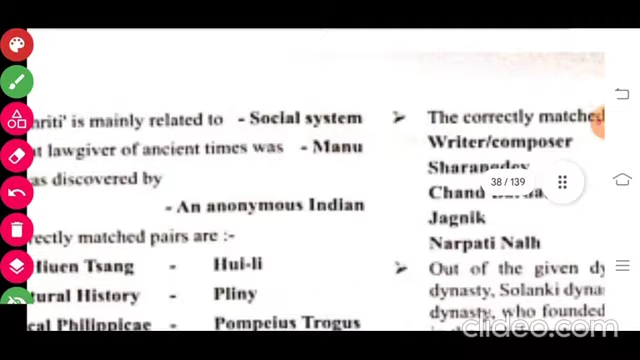 is mainly related to - Social system
lawgiver of ancient times was - Manu
as discovered by
- An anonymous Indian
rectly matched pairs are :-
Hiuen Tsang - Hui-li
tural History - Pliny
cal Philippicae - Pompeius Trogus
➤ The correctly matched
Writer/composer
Sharangdev
Chand
Jagnik
Narpati Nalh
➤ Out of the given dy
dynasty, Solanki dyna
dynasty, who founded
38 / 139
clideo.com